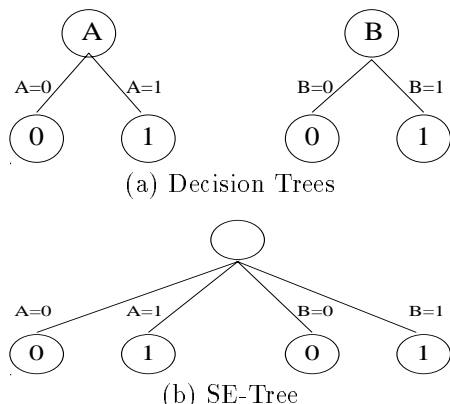 A B
A=0 A=1 B=0 B=1
0 1 0 1
(a) Decision Trees
A=0 A=1 B=0 B=1
0 1 0 1
(b) SE-Tree